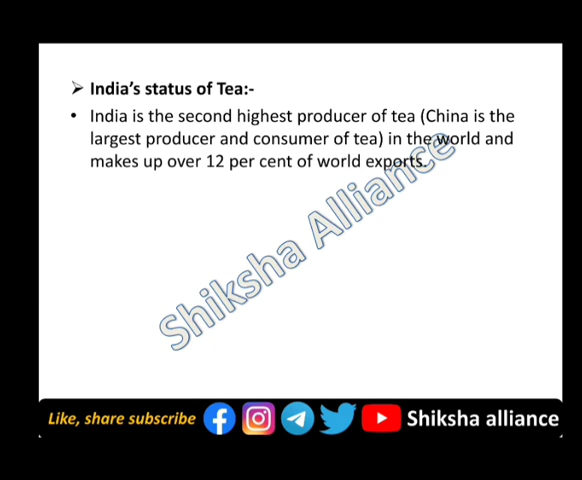 ➤ India's status of Tea:-
• India is the second highest producer of tea (China is the
largest producer and consumer of tea) in the world and
makes up over 12 per cent of world exports.
Shiksha Alliance
Like, share subscribe
Shiksha alliance